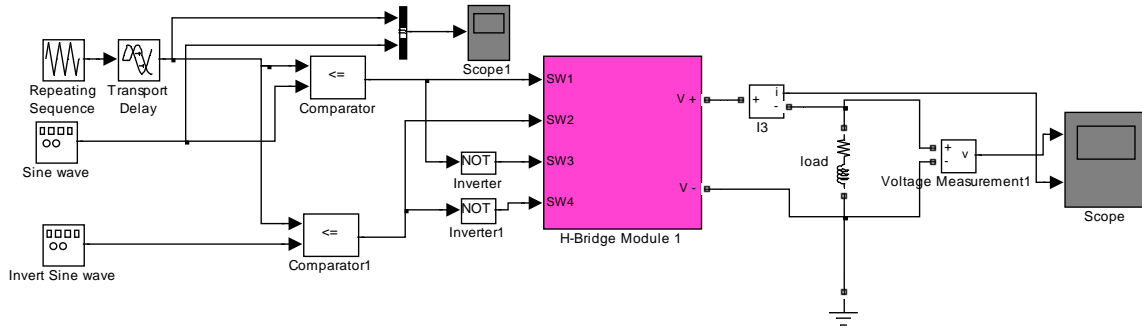 Repeating
Sequence
Transport
Delay
Sine wave
Invert Sine wave
<=
Comparator
<=
Comparator1
Scope1
NOT
Inverter
NOT
Inverter1
SW1
SW2
SW3
SW4
V +
V -
H-Bridge Module 1
+
i
-
I3
Ioad
+
-
v
Voltage Measurement1
Scope